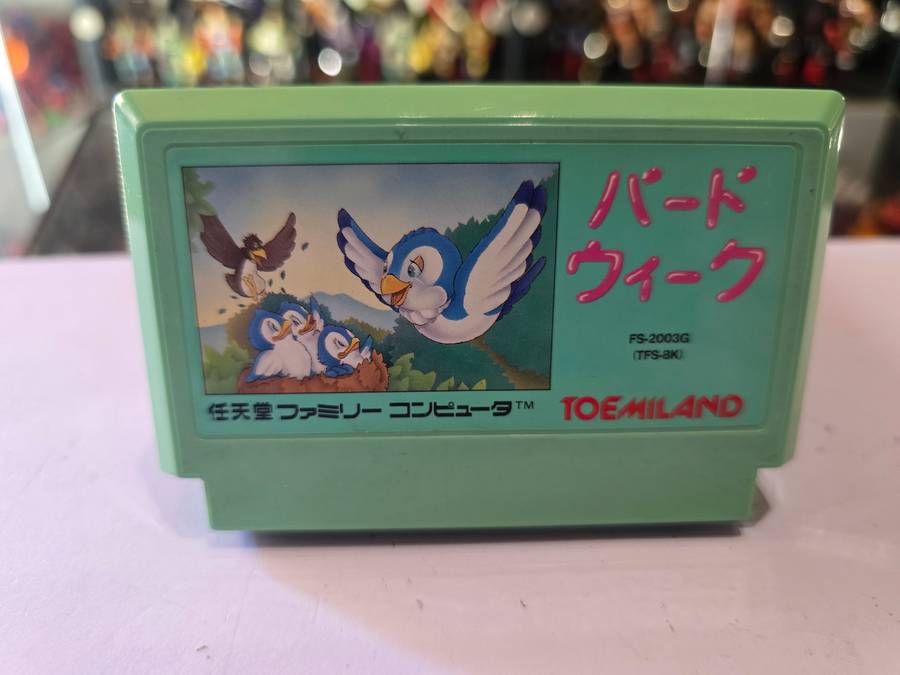 バード
ウィーク
FS-2003G
(TFS-BK)
任天堂 ファミリー コンピュータ™
TOEMILAND